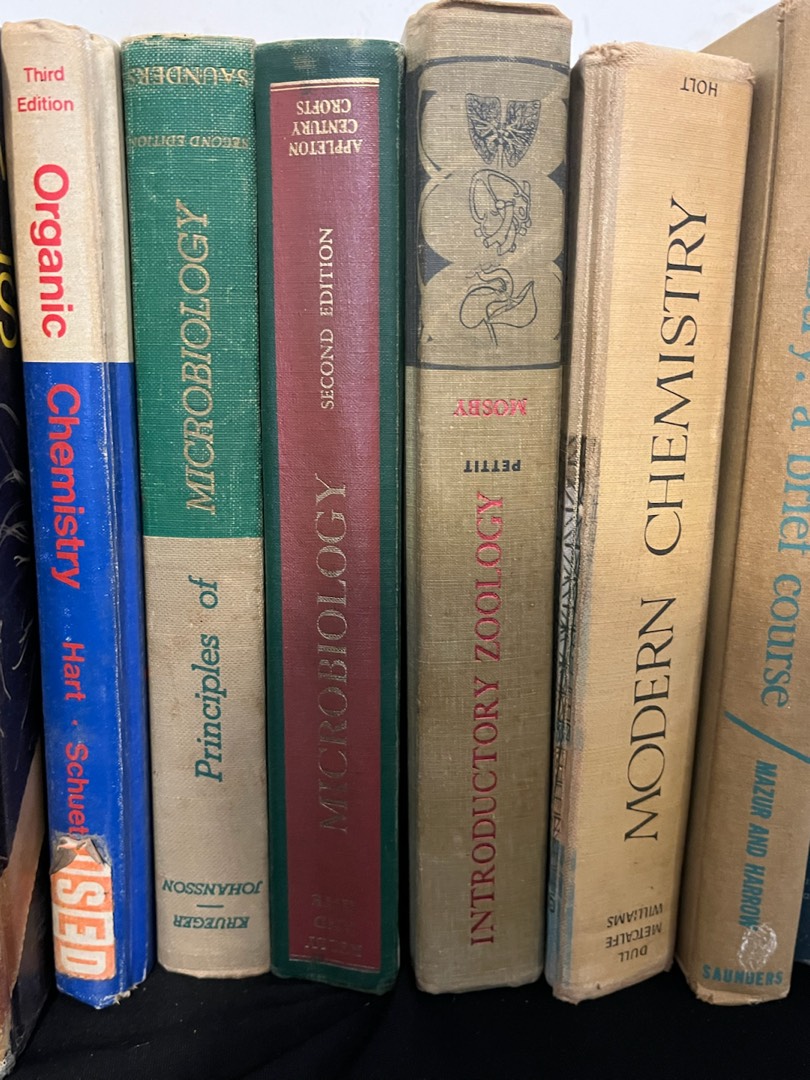 Third
Edition
Organic
Chemistry
Hart · Schuet
USED
SAUNDERS
SECOND EDITION
Principles of
MICROBIOLOGY
KRUEGER
JOHANSSON
APPLETON
CENTURY
CROFTS
MICROBIOLOGY
SECOND EDITION
MOSBY
PETTIT
INTRODUCTORY ZOOLOGY
HOLT
MODERN CHEMISTRY
DULL
METCALFE
WILLIAMS
: a brief course /
MAZUR AND HARROW
SAUNDERS